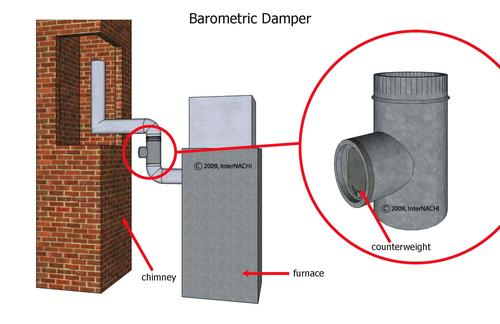 Barometric Damper
© 2009, InterNACHI
© 2009, InterNACHI
counterweight
chimney
furnace